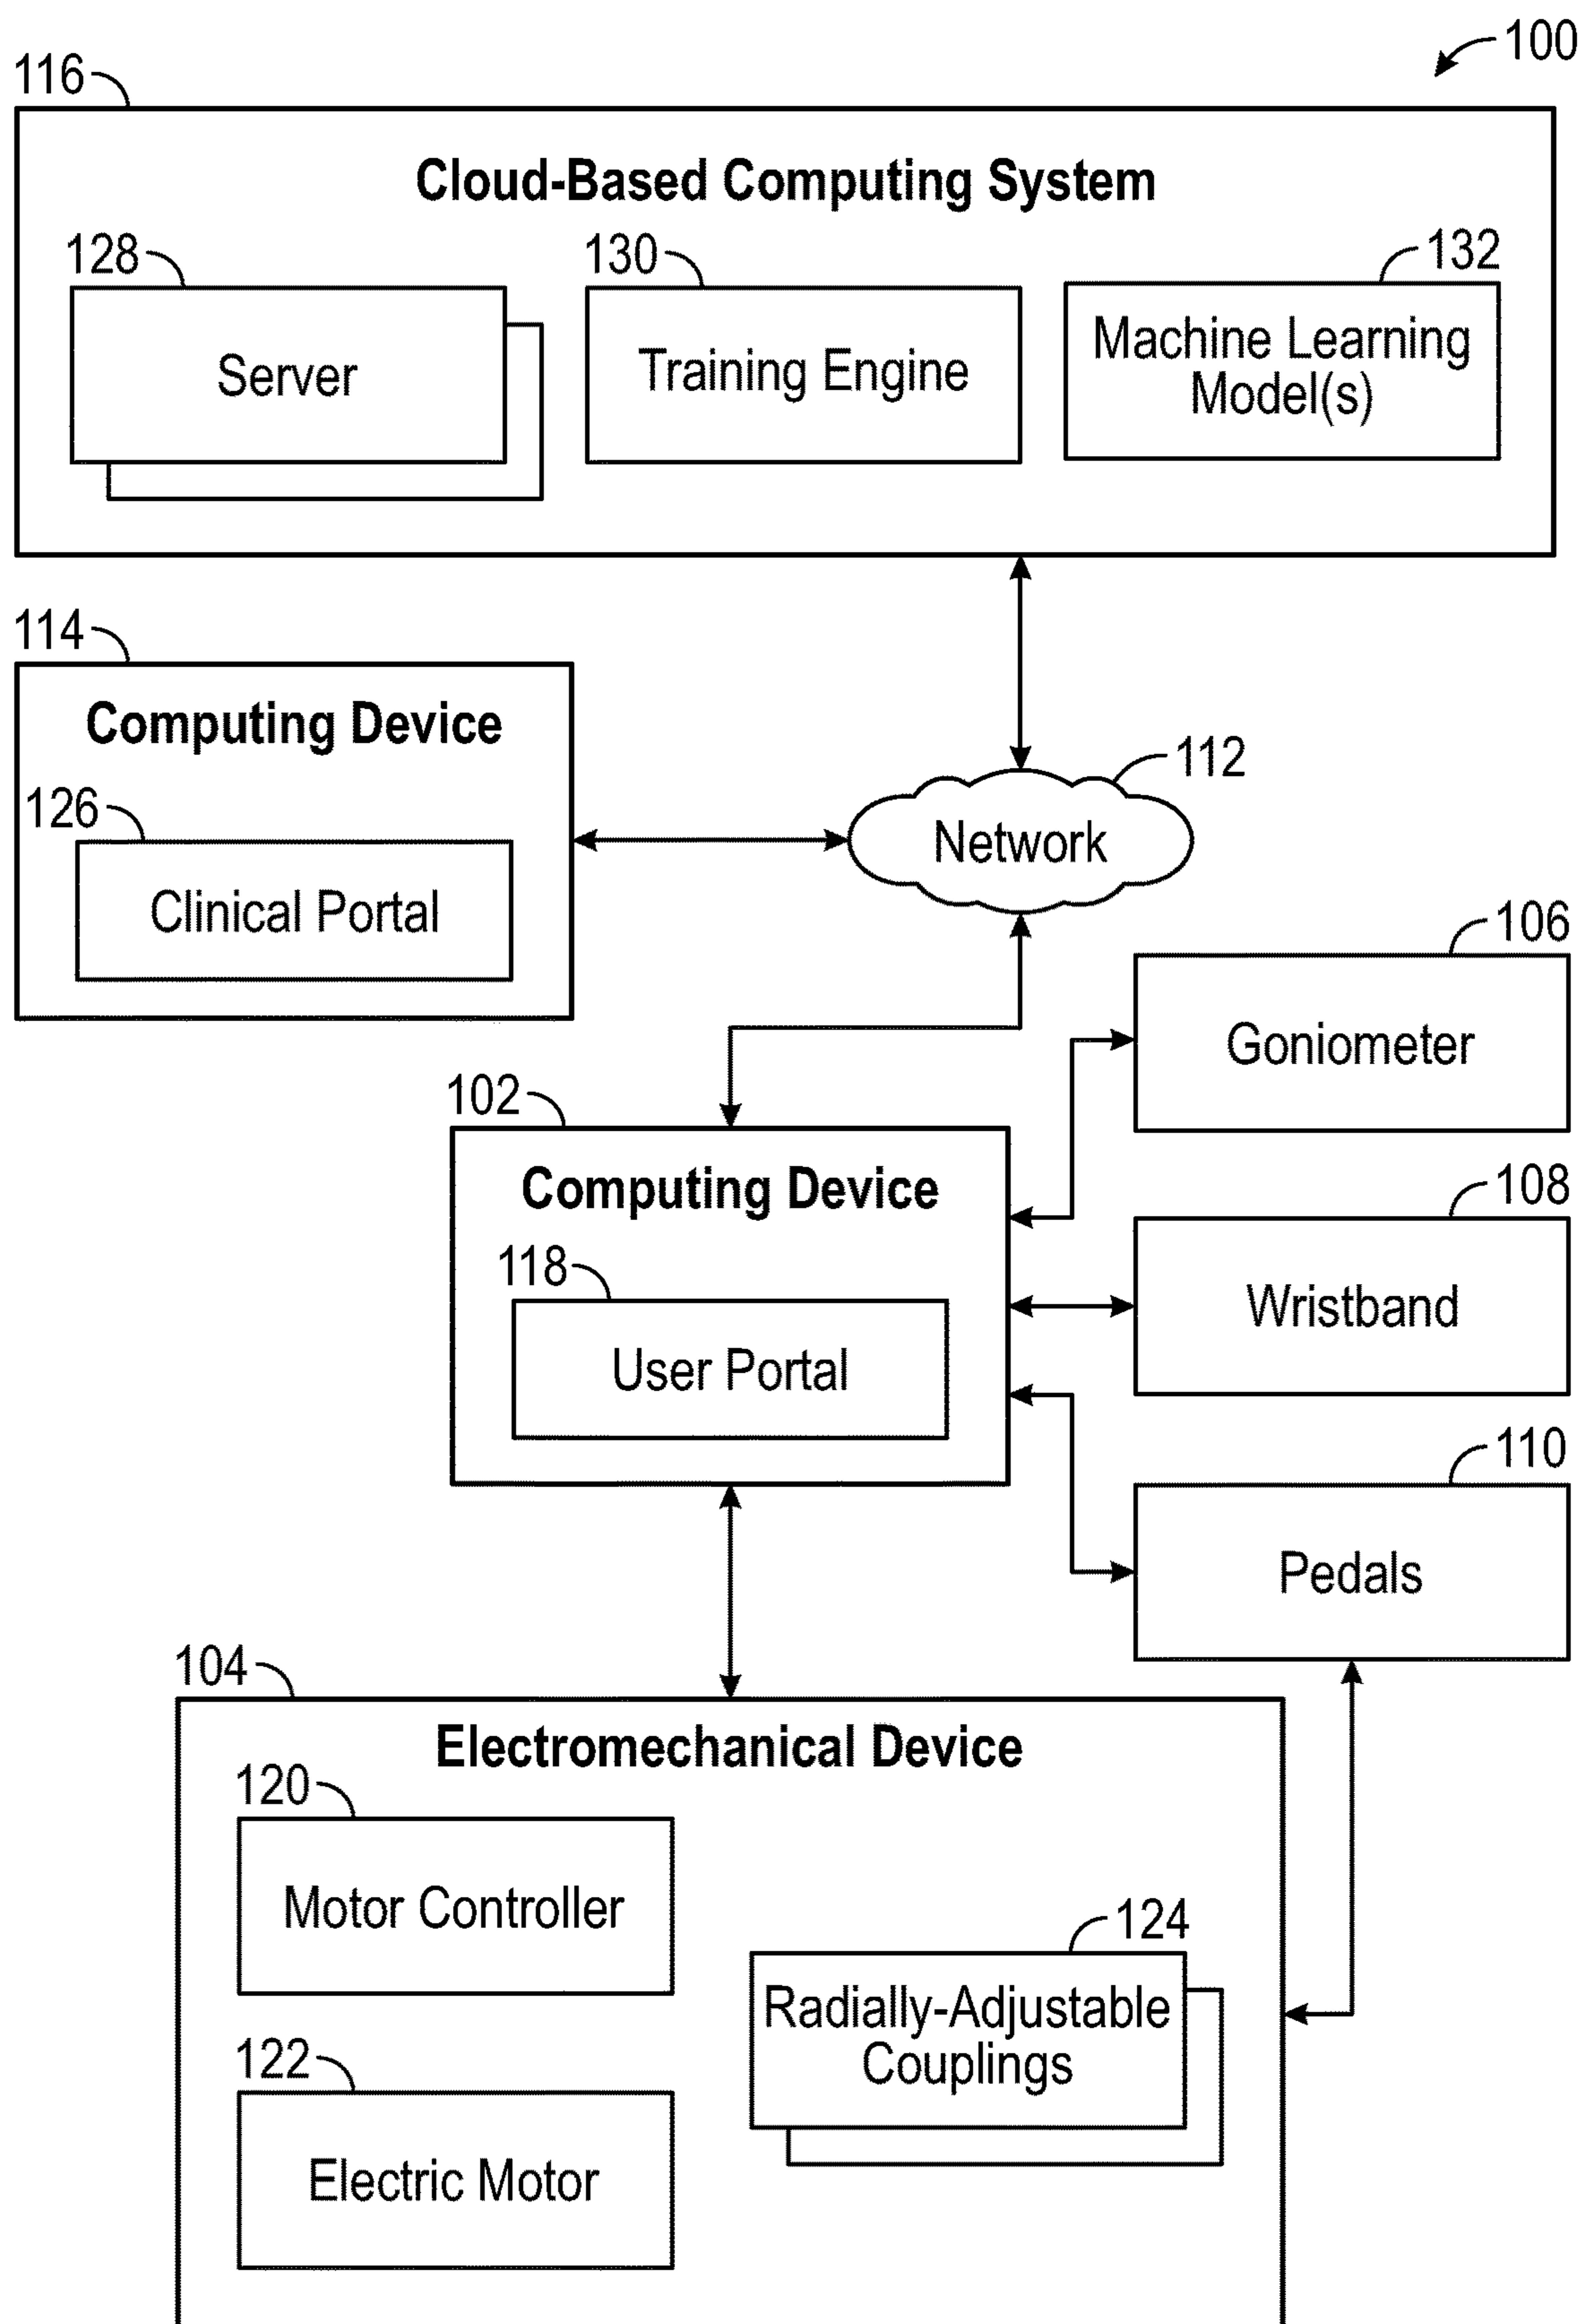 100
116
Cloud-Based Computing System
128
130
132
Server
Training Engine
Machine Learning
Model(s)
114
Computing Device
126
Clinical Portal
112
Network
106
Goniometer
102
Computing Device
118
User Portal
108
Wristband
110
Pedals
104
Electromechanical Device
120
Motor Controller
124
Radially-Adjustable
Couplings
122
Electric Motor